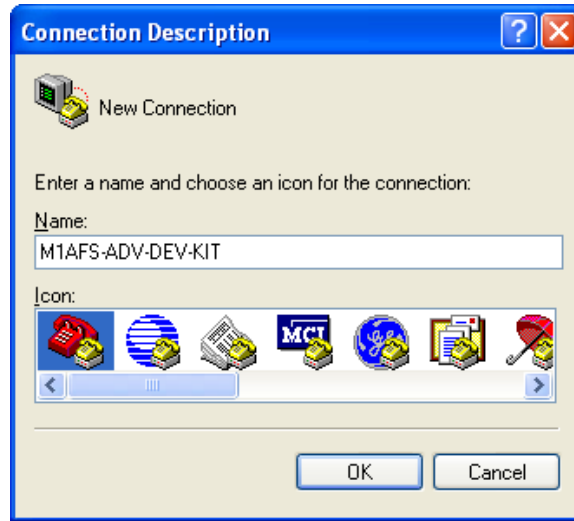 Connection Description
New Connection
Enter a name and choose an icon for the connection:
Name:
M1AFS-ADV-DEV-KIT
Icon:
MCI
OK Cancel